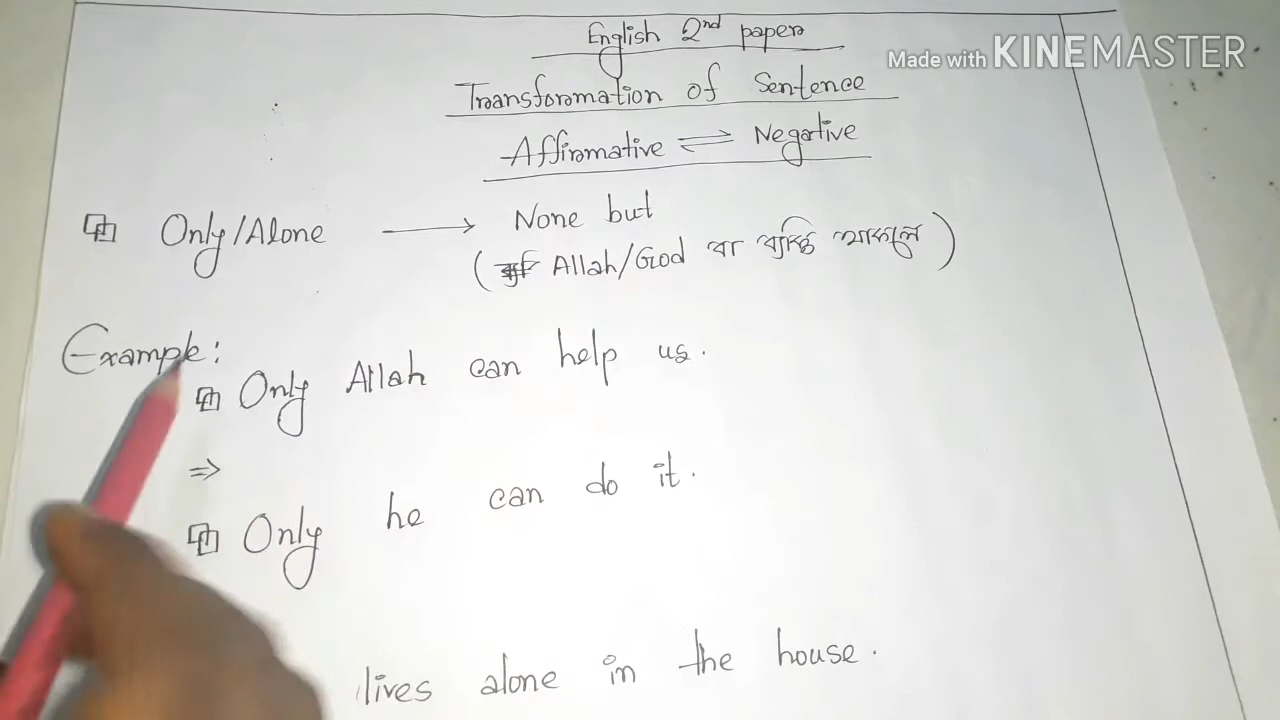 English 2nd paper
Made with KINEMASTER
Transformation of Sentence
Affirmative ⇌ Negative
Only/Alone → None but
( Allah/God বা ব্যক্তি থাকলে )
Example:
Only Allah can help us.
⇒
Only he can do it.
lives alone in the house.